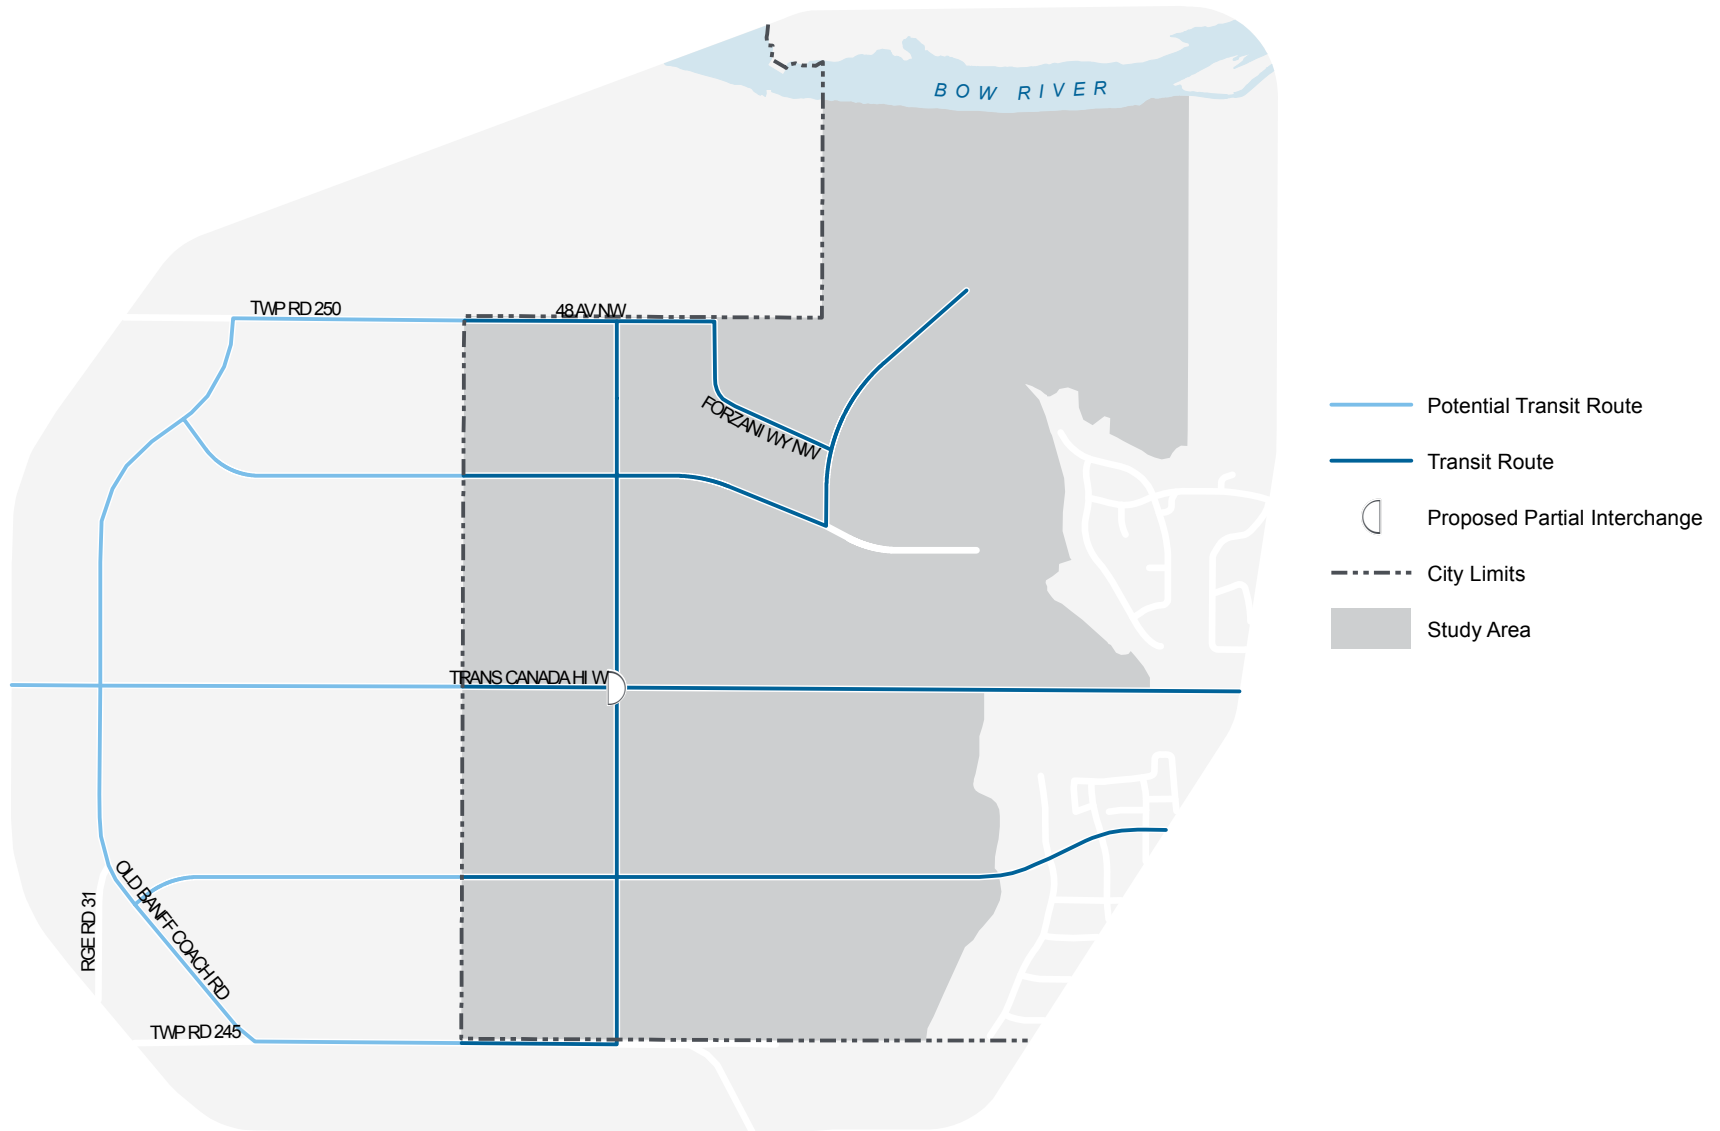 BOW RIVER
TWP RD 250
48 AV NW
FORZANI WY NW
TRANS CANADA HI W
OLD BANFF COACH RD
RGE RD 31
TWP RD 245
Potential Transit Route
Transit Route
Proposed Partial Interchange
City Limits
Study Area